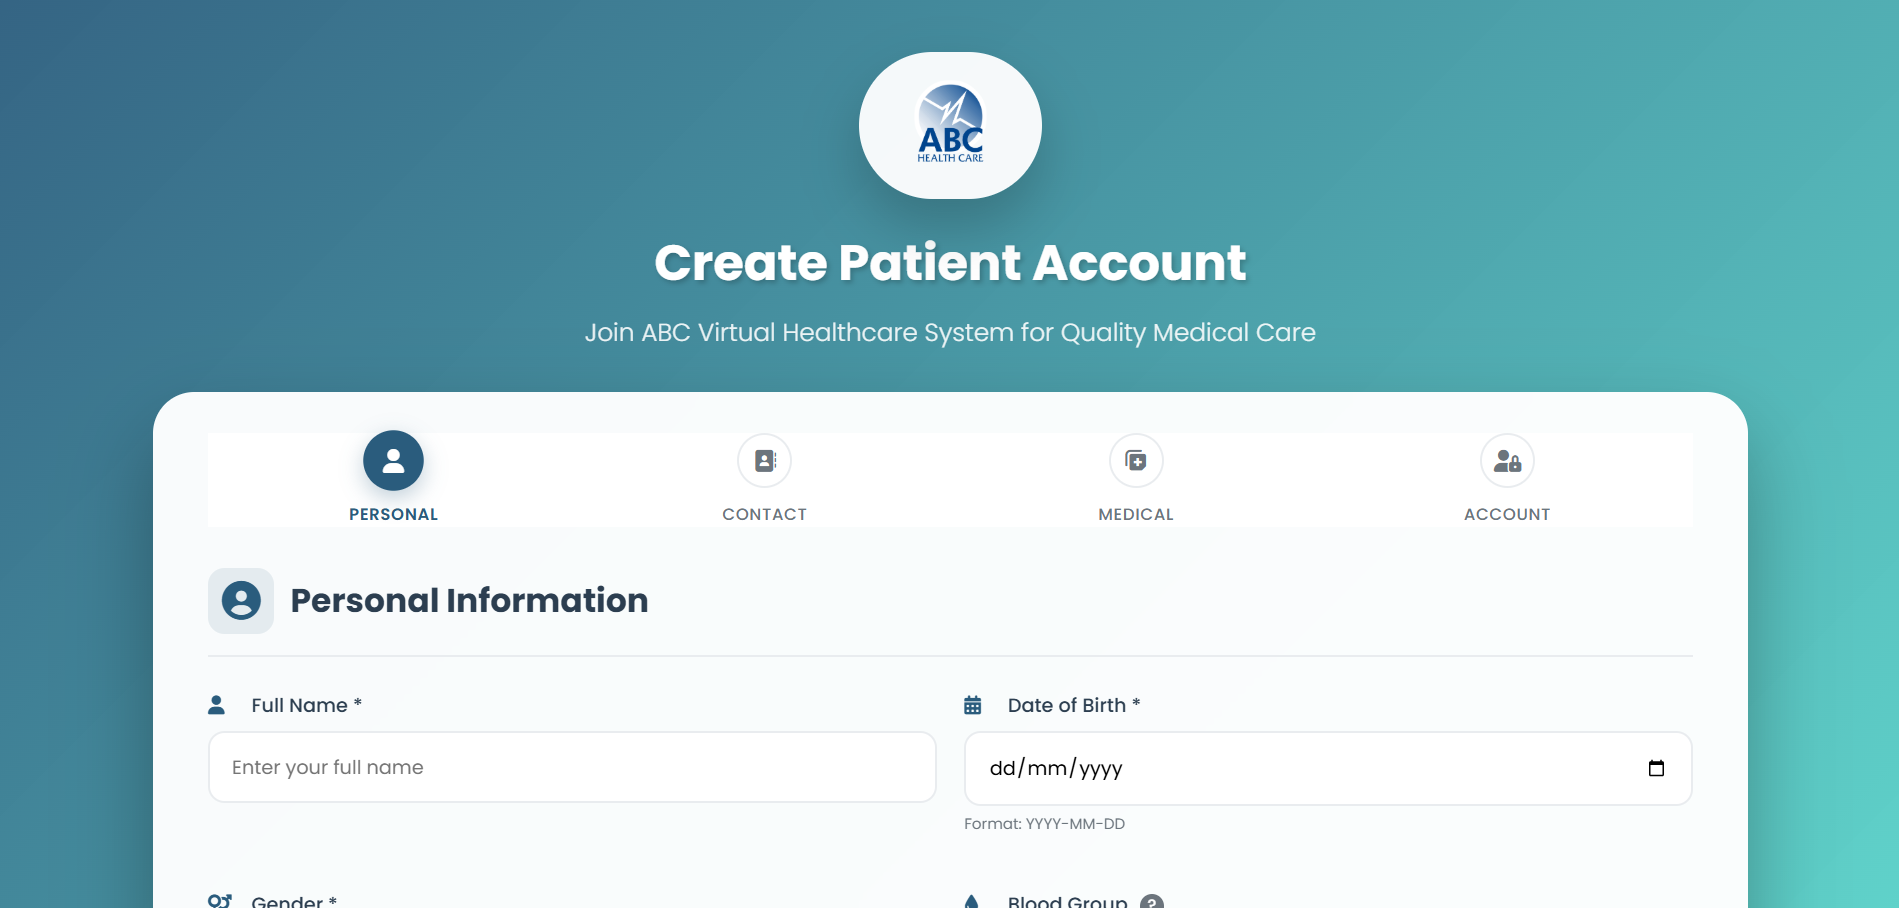 ABC
HEALTH CARE
Create Patient Account
Join ABC Virtual Healthcare System for Quality Medical Care
PERSONAL
CONTACT
MEDICAL
ACCOUNT
Personal Information
Full Name *
Date of Birth *
Enter your full name
dd/mm/yyyy
Format: YYYY-MM-DD
Gender *
Blood Group ?